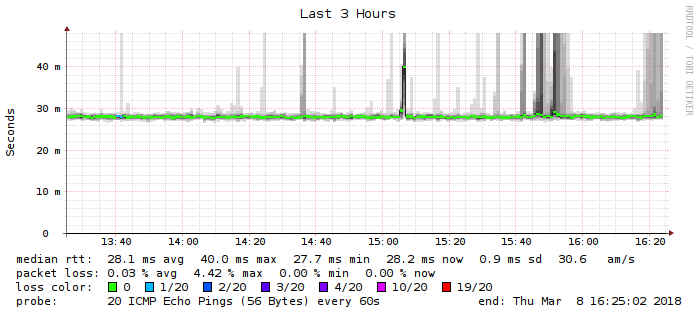 Last 3 Hours
RRDTOOL / TOBI OETIKER
Seconds
40 m
30 m
20 m
10 m
0
13:40 14:00 14:20 14:40 15:00 15:20 15:40 16:00 16:20
median rtt: 28.1 ms avg 40.0 ms max 27.7 ms min 28.2 ms now 0.9 ms sd 30.6 am/s
packet loss: 0.03 % avg 4.42 % max 0.00 % min 0.00 % now
loss color: 0 1/20 2/20 3/20 4/20 10/20 19/20
probe: 20 ICMP Echo Pings (56 Bytes) every 60s end: Thu Mar 8 16:25:02 2018